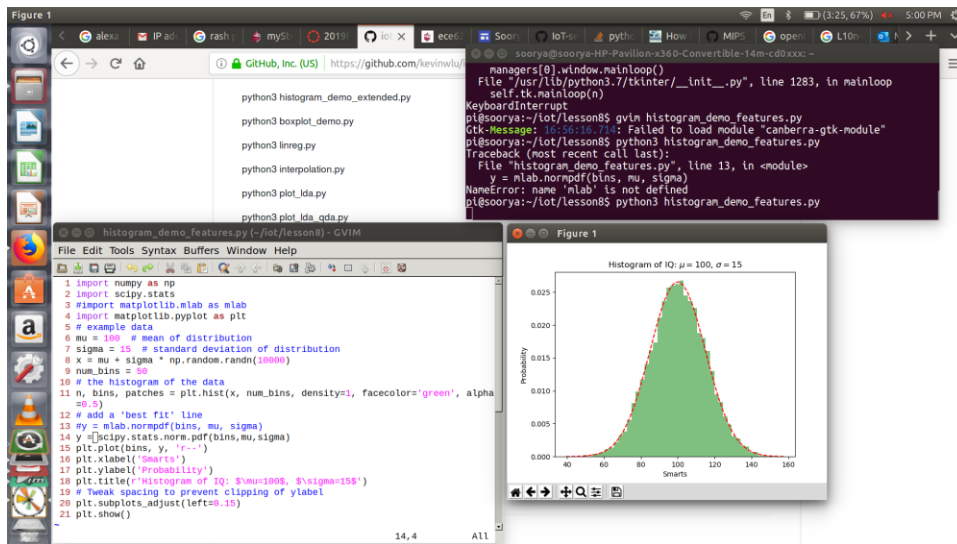 Figure 1
En
(3:25, 67%)
5:00 PM
alexa
IP add
rash
mySt
2019
iot
ece6
Soor
IoT-se
pyth
How
MIPS
open
L10n
GitHub, Inc. (US)
https://github.com/kevinwlu/
python3 histogram_demo_extended.py
python3 boxplot_demo.py
python3 linreg.py
python3 interpolation.py
python3 plot_lda.py
python3 plot_lda_qda.py
soorya@soorya-HP-Pavilion-x360-Convertible-14m-cd0xxx: ~
managers[0].window.mainloop()
File "/usr/lib/python3.7/tkinter/__init__.py", line 1283, in mainloop
self.tk.mainloop(n)
KeyboardInterrupt
pi@soorya:~/iot/lesson8$ gvim histogram_demo_features.py
Gtk-Message: 16:56:16.714: Failed to load module "canberra-gtk-module"
pi@soorya:~/iot/lesson8$ python3 histogram_demo_features.py
Traceback (most recent call last):
File "histogram_demo_features.py", line 13, in <module>
y = mlab.normpdf(bins, mu, sigma)
NameError: name 'mlab' is not defined
pi@soorya:~/iot/lesson8$ python3 histogram_demo_features.py
histogram_demo_features.py (~/iot/lesson8) - GVIM
File Edit Tools Syntax Buffers Window Help
1 import numpy as np
2 import scipy.stats
3 #import matplotlib.mlab as mlab
4 import matplotlib.pyplot as plt
5 # example data
6 mu = 100 # mean of distribution
7 sigma = 15 # standard deviation of distribution
8 x = mu + sigma * np.random.randn(10000)
9 num_bins = 50
10 # the histogram of the data
11 n, bins, patches = plt.hist(x, num_bins, density=1, facecolor='green', alpha
=0.5)
12 # add a 'best fit' line
13 #y = mlab.normpdf(bins, mu, sigma)
14 y = scipy.stats.norm.pdf(bins,mu,sigma)
15 plt.plot(bins, y, 'r--')
16 plt.xlabel('Smarts')
17 plt.ylabel('Probability')
18 plt.title(r'Histogram of IQ: $\mu=100$, $\sigma=15$')
19 # Tweak spacing to prevent clipping of ylabel
20 plt.subplots_adjust(left=0.15)
21 plt.show()
~
14,4 All
Figure 1
Histogram of IQ: μ = 100, σ = 15
0.025
0.020
0.015
0.010
0.005
0.000
Probability
40 60 80 100 120 140 160
Smarts